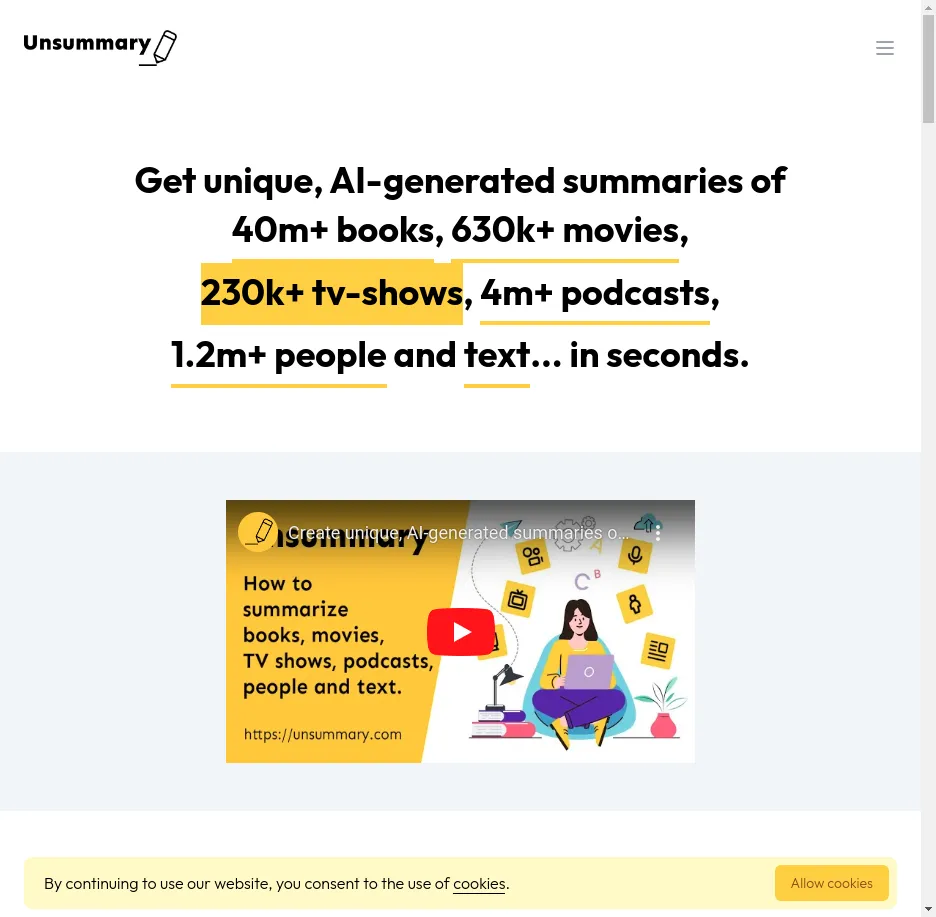 Unsummary
Get unique, AI-generated summaries of
40m+ books, 630k+ movies,
230k+ tv-shows, 4m+ podcasts,
1.2m+ people and text... in seconds.
Create unique, AI-generated summaries o...
How to
summarize
books, movies,
TV shows, podcasts,
people and text.
https://unsummary.com
By continuing to use our website, you consent to the use of cookies.
Allow cookies